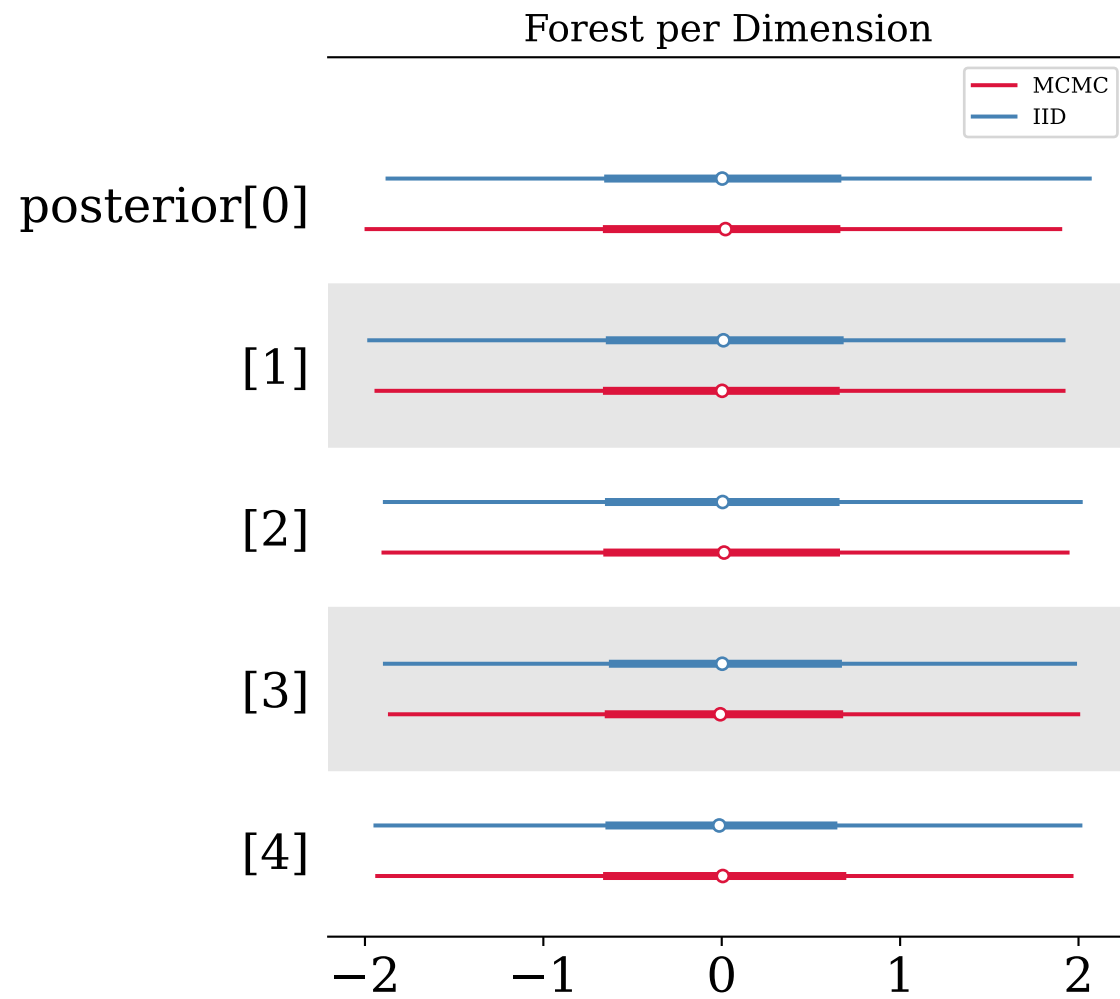 Forest per Dimension
MCMC
IID
posterior[0]
[1]
[2]
[3]
[4]
−2 −1 0 1 2